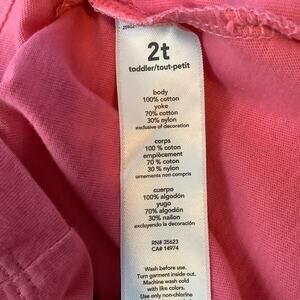 2t
toddler/tout-petit
body
100% cotton
yoke
70% cotton
30% nylon
exclusive of decoration
corps
100 % coton
empiècement
70 % coton
30 % nylon
ornements non compris
cuerpo
100% algodón
yugo
70% algodón
30% nailon
excluyendo la decoración
RN# 35623
CA# 14974
Wash before use.
Turn garment inside out.
Machine wash cold
with like colors.
Use only non-chlorine